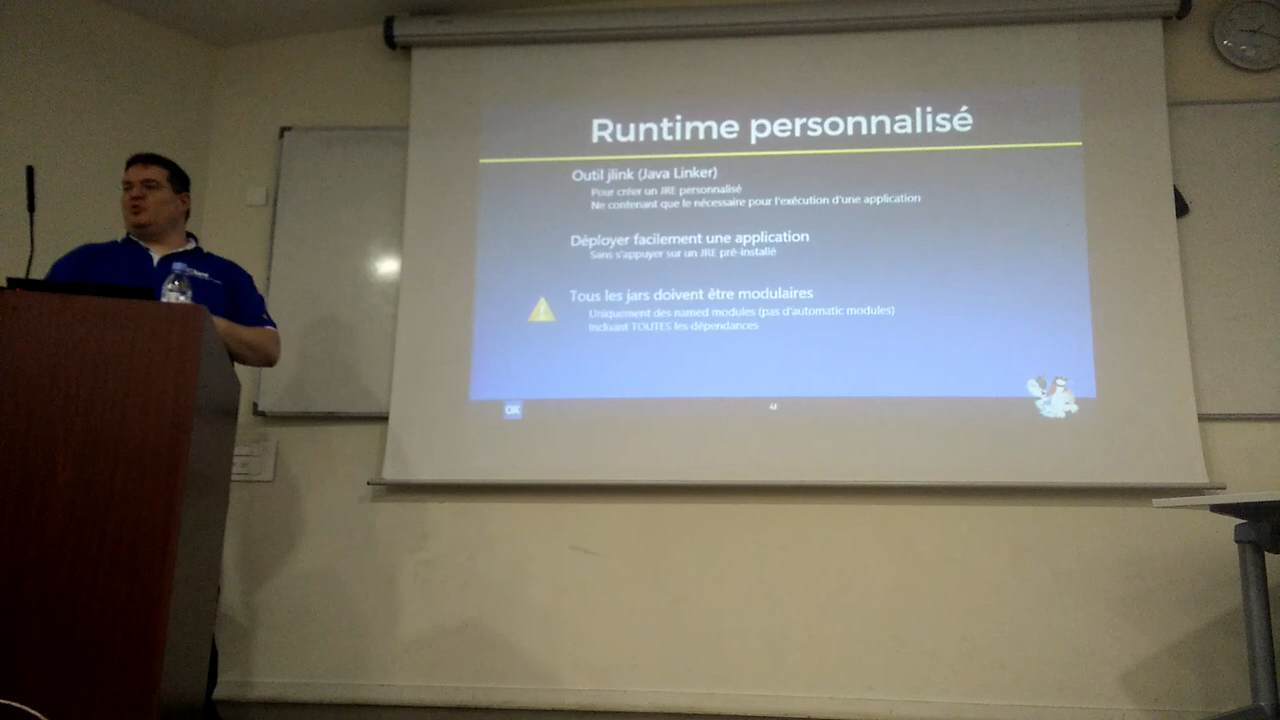 Runtime personnalisé
Outil jlink (Java Linker)
Pour créer un JRE personnalisé
Ne contenant que le nécessaire pour l'exécution d'une application
Déployer facilement une application
Sans s'appuyer sur un JRE pré-installé
Tous les jars doivent être modulaires
Uniquement des named modules (pas d'automatic modules)
Incluant TOUTES les dépendances